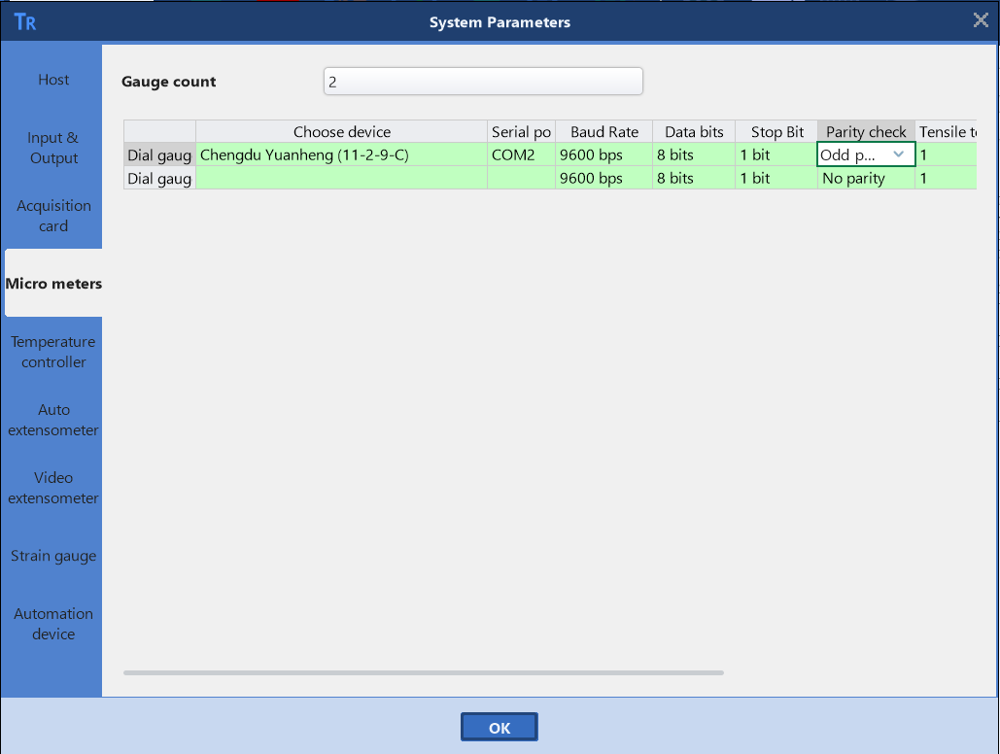 TR
System Parameters
Host
Input &
Output
Acquisition
card
Micro meters
Temperature
controller
Auto
extensometer
Video
extensometer
Strain gauge
Automation
device
Gauge count
2
Choose device Serial po Baud Rate Data bits Stop Bit Parity check Tensile t
Dial gaug Chengdu Yuanheng (11-2-9-C) COM2 9600 bps 8 bits 1 bit Odd p... 1
Dial gaug 9600 bps 8 bits 1 bit No parity 1
OK